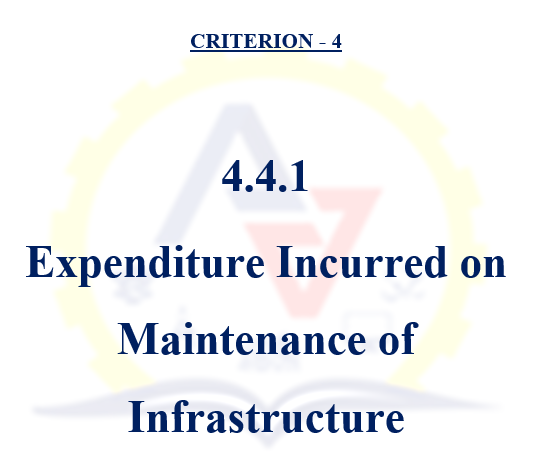 CRITERION - 4
4.4.1
Expenditure Incurred on
Maintenance of
Infrastructure